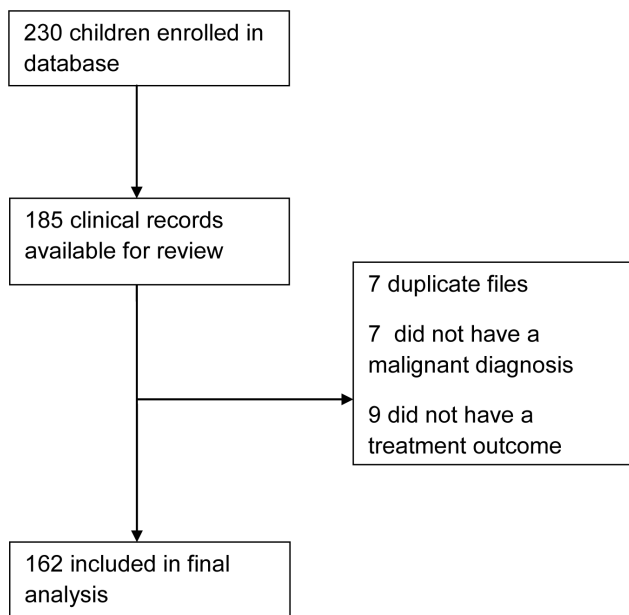 230 children enrolled in
database
185 clinical records
available for review
7 duplicate files
7 did not have a
malignant diagnosis
9 did not have a
treatment outcome
162 included in final
analysis